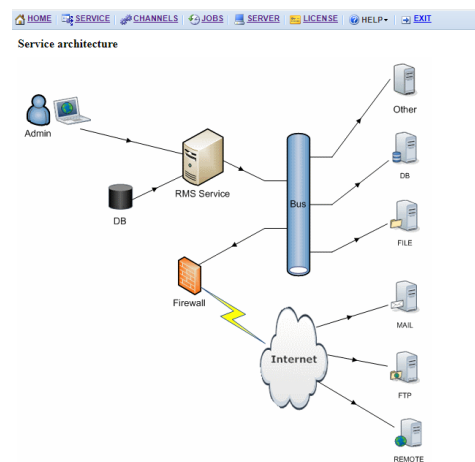 HOME SERVICE CHANNELS JOBS SERVER LICENSE HELP EXIT
Service architecture
Admin
DB
RMS Service
Bus
Other
DB
FILE
Firewall
Internet
MAIL
FTP
REMOTE